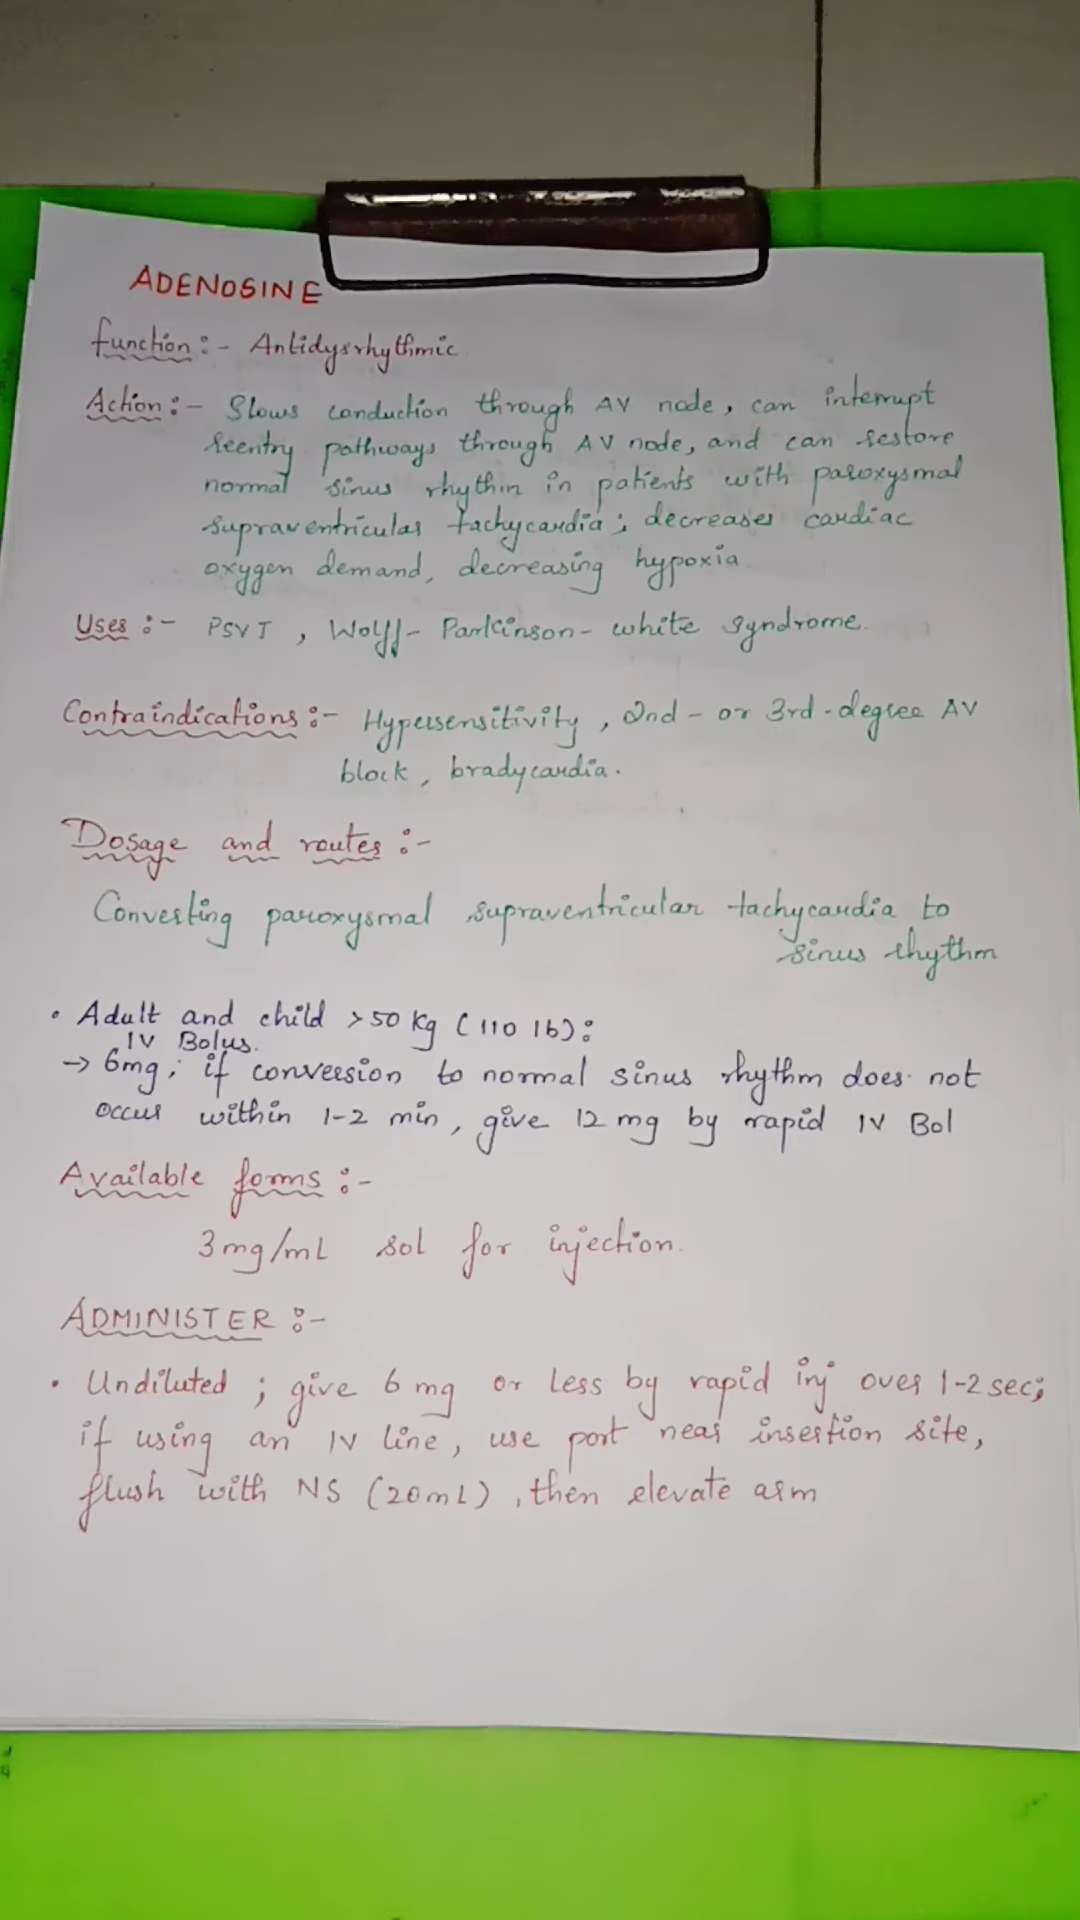 ADENOSINE
Function :- Antidysrhythmic
Action :- Slows conduction through AV node, can interrupt
reentry pathways through AV node, and can restore
normal sinus rhythm in patients with paroxysmal
supraventricular tachycardia ; decreases cardiac
oxygen demand, decreasing hypoxia
Uses :- PSVT , Wolff- Parkinson- white syndrome.
Contraindications :- Hypersensitivity , 2nd - or 3rd-degree AV
block , bradycardia.
Dosage and routes :-
Converting paroxysmal supraventricular tachycardia to
sinus rhythm
• Adult and child > 50 kg ( 110 lb) :
IV Bolus.
→ 6mg ; if conversion to normal sinus rhythm does not
occur within 1-2 min , give 12 mg by rapid IV Bol
Available forms :-
3 mg/mL sol for injection.
ADMINISTER :-
• Undiluted ; give 6 mg or less by rapid inj over 1-2 sec;
if using an IV line, use port near insertion site,
flush with NS (20 mL) , then elevate arm